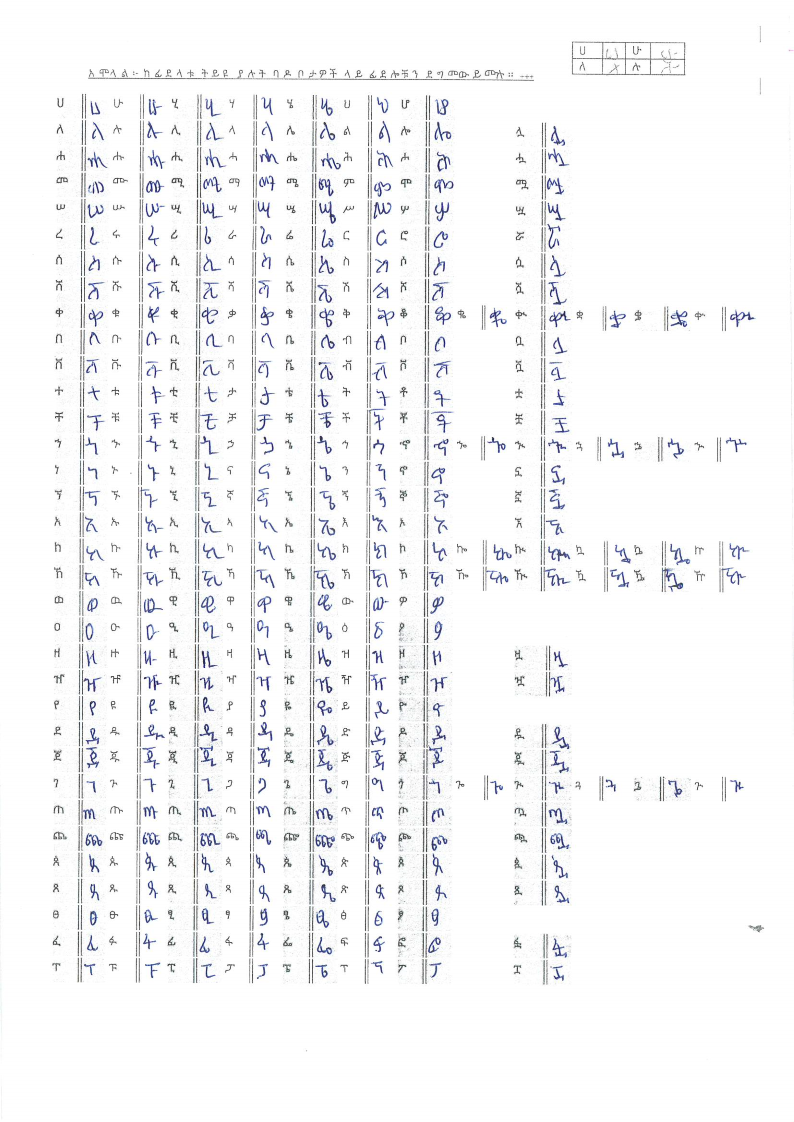 ሀ ሀ ሁ ሁ
ለ ለ ሉ ሉ
አሞላል፡- ከፊደላቱ ትይዩ ያሉት ባዶ ቦታዎች ላይ ፊደሎቹን ደግመው ይሙሉ። ---
ሀ ሀ ሁ ሁ ሂ ሂ ሃ ሃ ሄ ሄ ህ ህ ሆ ሆ
ለ ለ ሉ ሉ ሊ ሊ ላ ላ ሌ ሌ ል ል ሎ ሎ ሏ ሏ
ሐ ሐ ሑ ሑ ሒ ሒ ሓ ሓ ሔ ሔ ሕ ሕ ሖ ሖ ሗ ሗ
መ መ ሙ ሙ ሚ ሚ ማ ማ ሜ ሜ ም ም ሞ ሞ ሟ ሟ
ሠ ሠ ሡ ሡ ሢ ሢ ሣ ሣ ሤ ሤ ሥ ሥ ሦ ሦ ሧ ሧ
ረ ረ ሩ ሩ ሪ ሪ ራ ራ ሬ ሬ ር ር ሮ ሮ ሯ ሯ
ሰ ሰ ሱ ሱ ሲ ሲ ሳ ሳ ሴ ሴ ስ ስ ሶ ሶ ሷ ሷ
ሸ ሸ ሹ ሹ ሺ ሺ ሻ ሻ ሼ ሼ ሽ ሽ ሾ ሾ ሿ ሿ
ቀ ቀ ቁ ቁ ቂ ቂ ቃ ቃ ቄ ቄ ቅ ቅ ቆ ቆ ቈ ቈ ቊ ቊ ቋ ቋ ቌ ቌ ቍ ቍ
በ በ ቡ ቡ ቢ ቢ ባ ባ ቤ ቤ ብ ብ ቦ ቦ ቧ ቧ
ሸ ሸ ሹ ሹ ሺ ሺ ሻ ሻ ሼ ሼ ሽ ሽ ሾ ሾ ቯ ቯ
ተ ተ ቱ ቱ ቲ ቲ ታ ታ ቴ ቴ ት ት ቶ ቶ ቷ ቷ
ቸ ቸ ቹ ቹ ቺ ቺ ቻ ቻ ቼ ቼ ች ች ቾ ቾ ቿ ቿ
ኀ ኀ ኁ ኁ ኂ ኂ ኃ ኃ ኄ ኄ ኅ ኅ ኆ ኆ ኈ ኈ ኊ ኊ ኋ ኋ ኌ ኌ ኍ ኍ
ነ ነ ኑ ኑ ኒ ኒ ና ና ኔ ኔ ን ን ኖ ኖ ኗ ኗ
ኘ ኘ ኙ ኙ ኚ ኚ ኛ ኛ ኜ ኜ ኝ ኝ ኞ ኞ ኟ ኟ
አ አ ኡ ኡ ኢ ኢ ኣ ኣ ኤ ኤ እ እ ኦ ኦ ኧ ኧ
ከ ከ ኩ ኩ ኪ ኪ ካ ካ ኬ ኬ ክ ክ ኮ ኮ ኰ ኰ ኲ ኲ ኳ ኳ ኴ ኴ ኵ ኵ
ኸ ኸ ኹ ኹ ኺ ኺ ኻ ኻ ኼ ኼ ኽ ኽ ኾ ኾ ዀ ዀ ዂ ዂ ዃ ዃ ዄ ዄ ዅ ዅ
ወ ወ ዉ ዉ ዊ ዊ ዋ ዋ ዌ ዌ ው ው ዎ ዎ
ዐ ዐ ዑ ዑ ዒ ዒ ዓ ዓ ዔ ዔ ዕ ዕ ዖ ዖ
ዘ ዘ ዙ ዙ ዚ ዚ ዛ ዛ ዜ ዜ ዝ ዝ ዞ ዞ ዟ ዟ
ዠ ዠ ዡ ዡ ዢ ዢ ዣ ዣ ዤ ዤ ዥ ዥ ዦ ዦ ዧ ዧ
የ የ ዩ ዩ ዪ ዪ ያ ያ ዬ ዬ ይ ይ ዮ ዮ
ደ ደ ዱ ዱ ዲ ዲ ዳ ዳ ዴ ዴ ድ ድ ዶ ዶ ዷ ዷ
ጀ ጀ ጁ ጁ ጂ ጂ ጃ ጃ ጄ ጄ ጅ ጅ ጆ ጆ ጇ ጇ
ገ ገ ጉ ጉ ጊ ጊ ጋ ጋ ጌ ጌ ግ ግ ጎ ጎ ጐ ጐ ጒ ጒ ጓ ጓ ጔ ጔ ጕ ጕ
ጠ ጠ ጡ ጡ ጢ ጢ ጣ ጣ ጤ ጤ ጥ ጥ ጦ ጦ ጧ ጧ
ጨ ጨ ጩ ጩ ጪ ጪ ጫ ጫ ጬ ጬ ጭ ጭ ጮ ጮ ጯ ጯ
ጰ ጰ ጱ ጱ ጲ ጲ ጳ ጳ ጴ ጴ ጵ ጵ ጶ ጶ ጷ ጷ
ጸ ጸ ጹ ጹ ጺ ጺ ጻ ጻ ጼ ጼ ጽ ጽ ጾ ጾ ጿ ጿ
ፀ ፀ ፁ ፁ ፂ ፂ ፃ ፃ ፄ ፄ ፅ ፅ ፆ ፆ
ፈ ፈ ፉ ፉ ፊ ፊ ፋ ፋ ፌ ፌ ፍ ፍ ፎ ፎ ፏ ፏ
ፐ ፐ ፑ ፑ ፒ ፒ ፓ ፓ ፔ ፔ ፕ ፕ ፖ ፖ ፗ ፗ